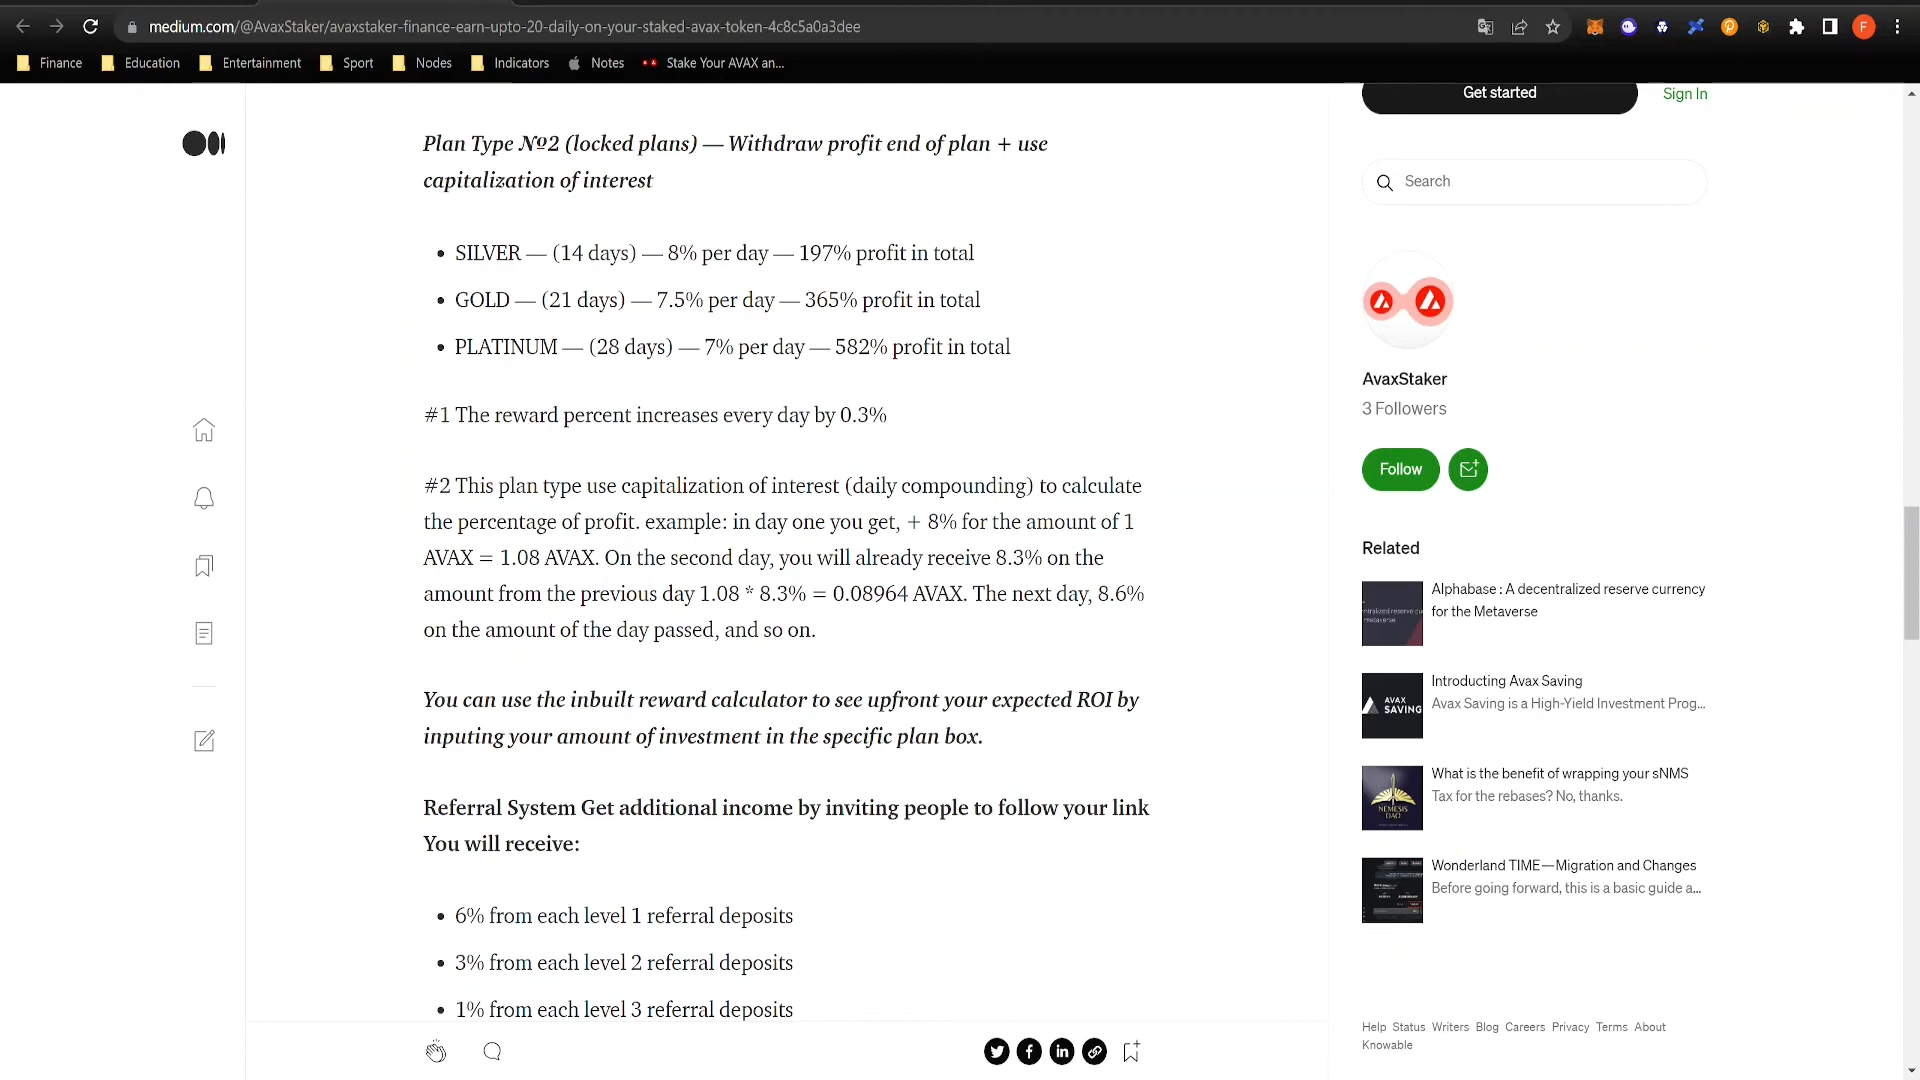 medium.com/@AvaxStaker/avaxstaker-finance-earn-upto-20-daily-on-your-staked-avax-token-4c8c5a0a3dee
F
Finance Education Entertainment Sport Nodes Indicators Notes Stake Your AVAX an...
Get started Sign In
Plan Type №2 (locked plans) — Withdraw profit end of plan + use
capitalization of interest
• SILVER — (14 days) — 8% per day — 197% profit in total
• GOLD — (21 days) — 7.5% per day — 365% profit in total
• PLATINUM — (28 days) — 7% per day — 582% profit in total
#1 The reward percent increases every day by 0.3%
#2 This plan type use capitalization of interest (daily compounding) to calculate
the percentage of profit. example: in day one you get, + 8% for the amount of 1
AVAX = 1.08 AVAX. On the second day, you will already receive 8.3% on the
amount from the previous day 1.08 * 8.3% = 0.08964 AVAX. The next day, 8.6%
on the amount of the day passed, and so on.
You can use the inbuilt reward calculator to see upfront your expected ROI by
inputing your amount of investment in the specific plan box.
Referral System Get additional income by inviting people to follow your link
You will receive:
• 6% from each level 1 referral deposits
• 3% from each level 2 referral deposits
• 1% from each level 3 referral deposits
Search
AvaxStaker
3 Followers
Follow
Related
Alphabase : A decentralized reserve currency
for the Metaverse
AVAX
SAVING
Introducting Avax Saving
Avax Saving is a High-Yield Investment Prog...
NEMESIS
DAO
What is the benefit of wrapping your sNMS
Tax for the rebases? No, thanks.
Wonderland TIME—Migration and Changes
Before going forward, this is a basic guide a...
Help Status Writers Blog Careers Privacy Terms About
Knowable